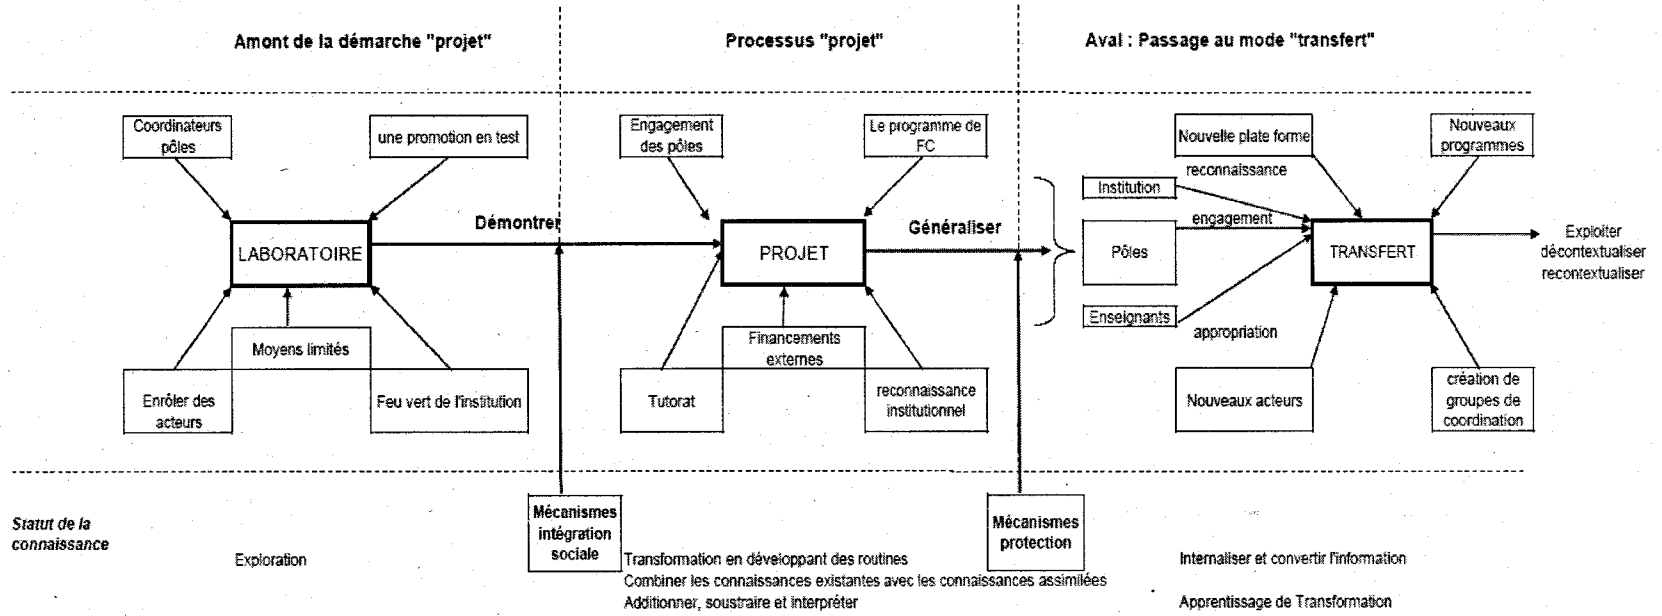 Amont de la démarche "projet"
Processus "projet"
Aval : Passage au mode "transfert"
Coordinateurs
pôles
une promotion en test
Engagement
des pôles
Le programme de
FC
Nouvelle plate forme
Nouveaux
programmes
reconnaissance
Institution
Démontrer
Généraliser
engagement
LABORATOIRE
PROJET
Pôles
TRANSFERT
Exploiter
décontextualiser
recontextualiser
Enseignants
appropriation
Moyens limités
Financements
externes
Enrôler des
acteurs
Feu vert de l'institution
Tutorat
reconnaissance
institutionnel
Nouveaux acteurs
création de
groupes de
coordination
Statut de la
connaissance
Mécanismes
intégration
sociale
Mécanismes
protection
Exploration
Transformation en développant des routines
Combiner les connaissances existantes avec les connaissances assimilées
Additionner, soustraire et interpréter
Internaliser et convertir l'information
Apprentissage de Transformation